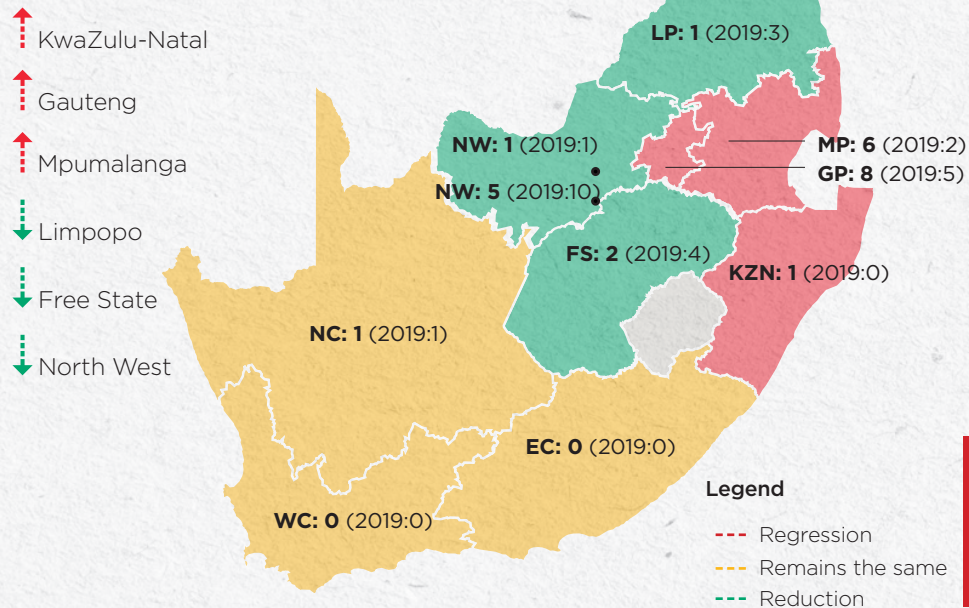 KwaZulu-Natal
Gauteng
Mpumalanga
Limpopo
Free State
North West
LP: 1 (2019:3)
NW: 1 (2019:1)
MP: 6 (2019:2)
GP: 8 (2019:5)
NW: 5 (2019:10)
FS: 2 (2019:4)
KZN: 1 (2019:0)
NC: 1 (2019:1)
EC: 0 (2019:0)
WC: 0 (2019:0)
Legend
Regression
Remains the same
Reduction